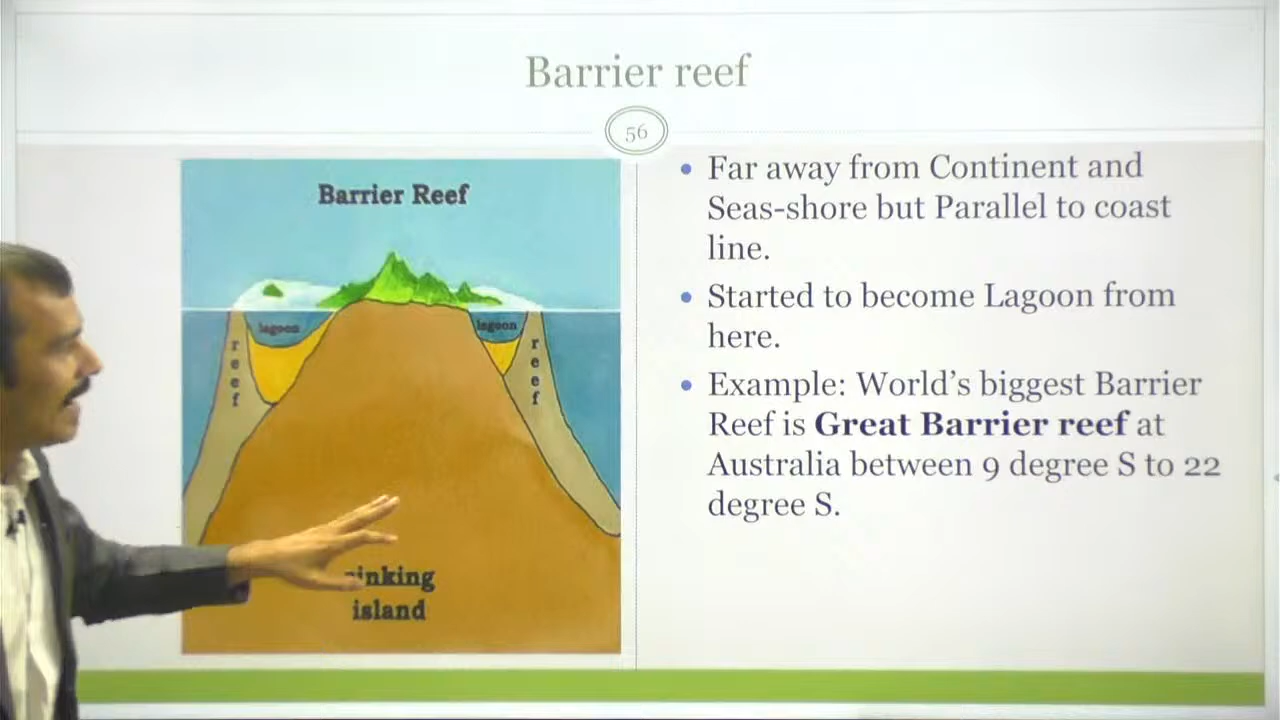 Barrier reef
56
Barrier Reef
lagoon
lagoon
reef
reef
island
• Far away from Continent and
Seas-shore but Parallel to coast
line.
• Started to become Lagoon from
here.
• Example: World's biggest Barrier
Reef is Great Barrier reef at
Australia between 9 degree S to 22
degree S.